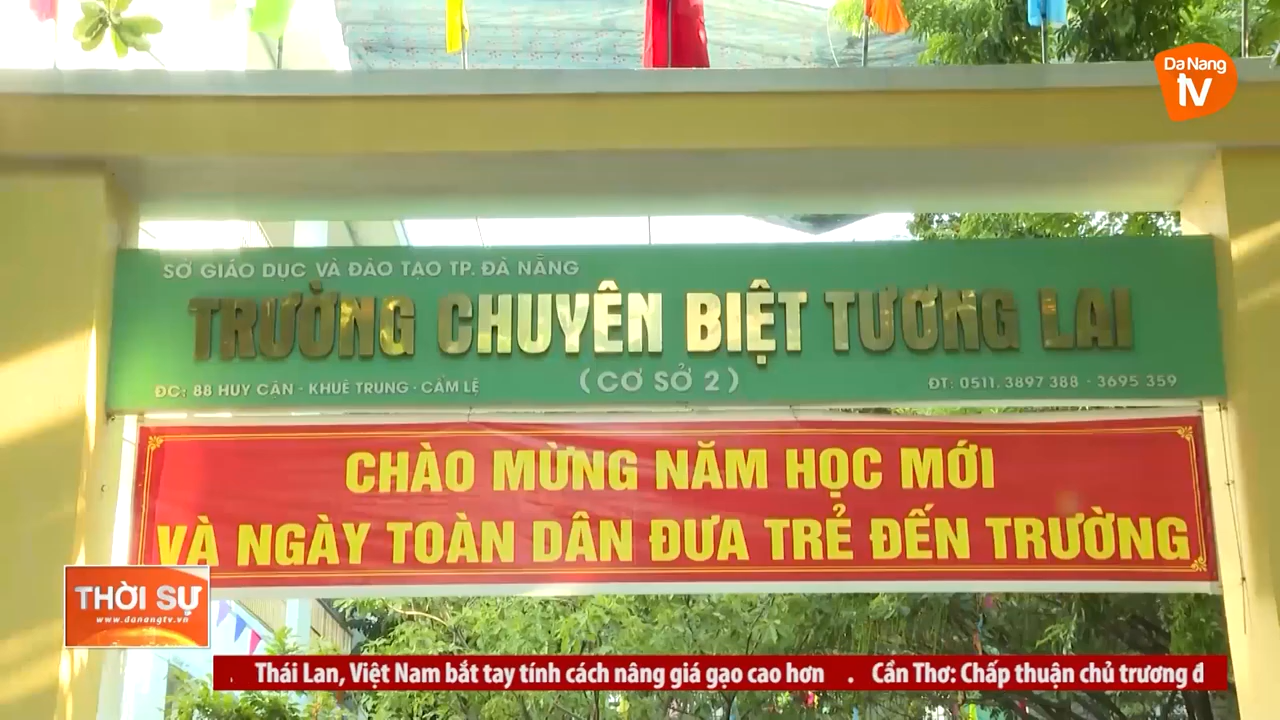 Da Nang
tv
SỞ GIÁO DỤC VÀ ĐÀO TẠO TP. ĐÀ NẴNG
TRƯỜNG CHUYÊN BIỆT TƯƠNG LAI
(CƠ SỞ 2)
ĐC: 88 HUY CẬN - KHUÊ TRUNG - CẨM LỆ
ĐT: 0511. 3897 388 - 3695 359
CHÀO MỪNG NĂM HỌC MỚI
VÀ NGÀY TOÀN DÂN ĐƯA TRẺ ĐẾN TRƯỜNG
THỜI SỰ
www.danangtv.vn
. Thái Lan, Việt Nam bắt tay tính cách nâng giá gạo cao hơn . Cần Thơ: Chấp thuận chủ trương đ